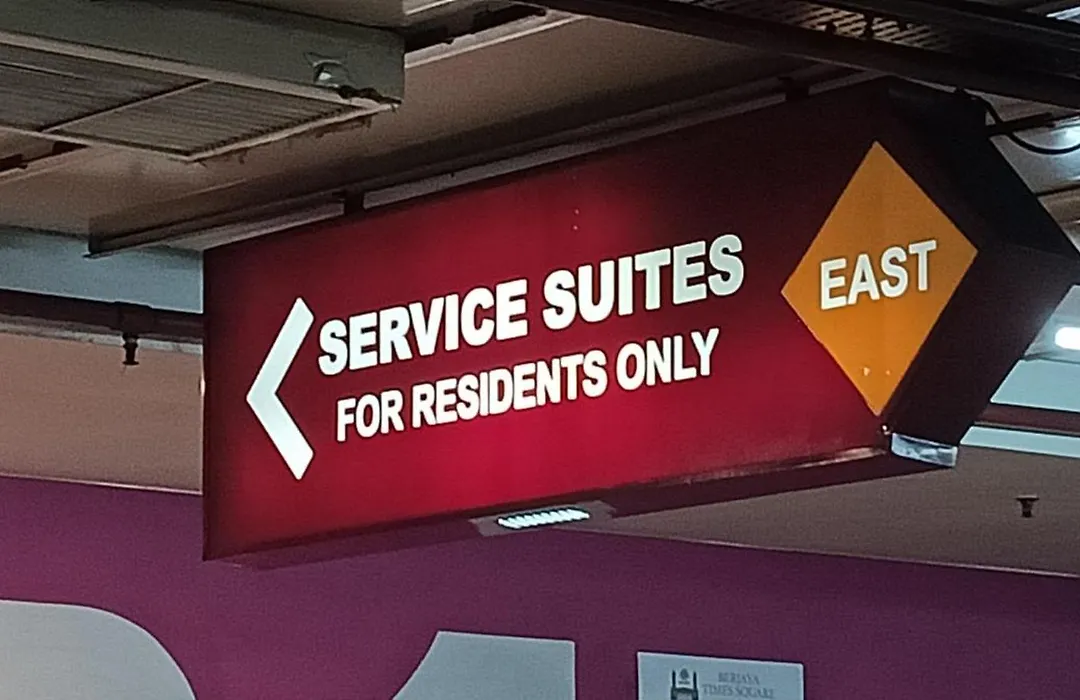 SERVICE SUITES
FOR RESIDENTS ONLY
EAST
BERJAYA
TIMES SQUARE